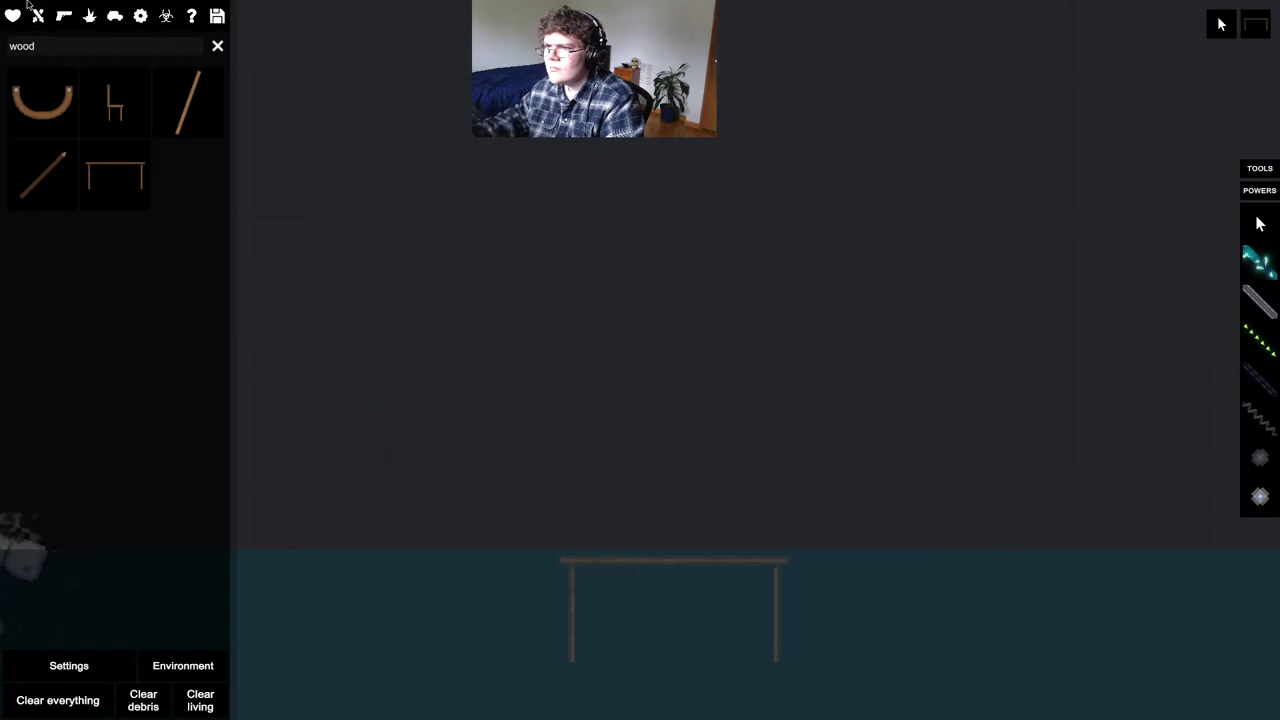 wood
TOOLS
POWERS
Settings
Environment
Clear everything
Clear debris
Clear living